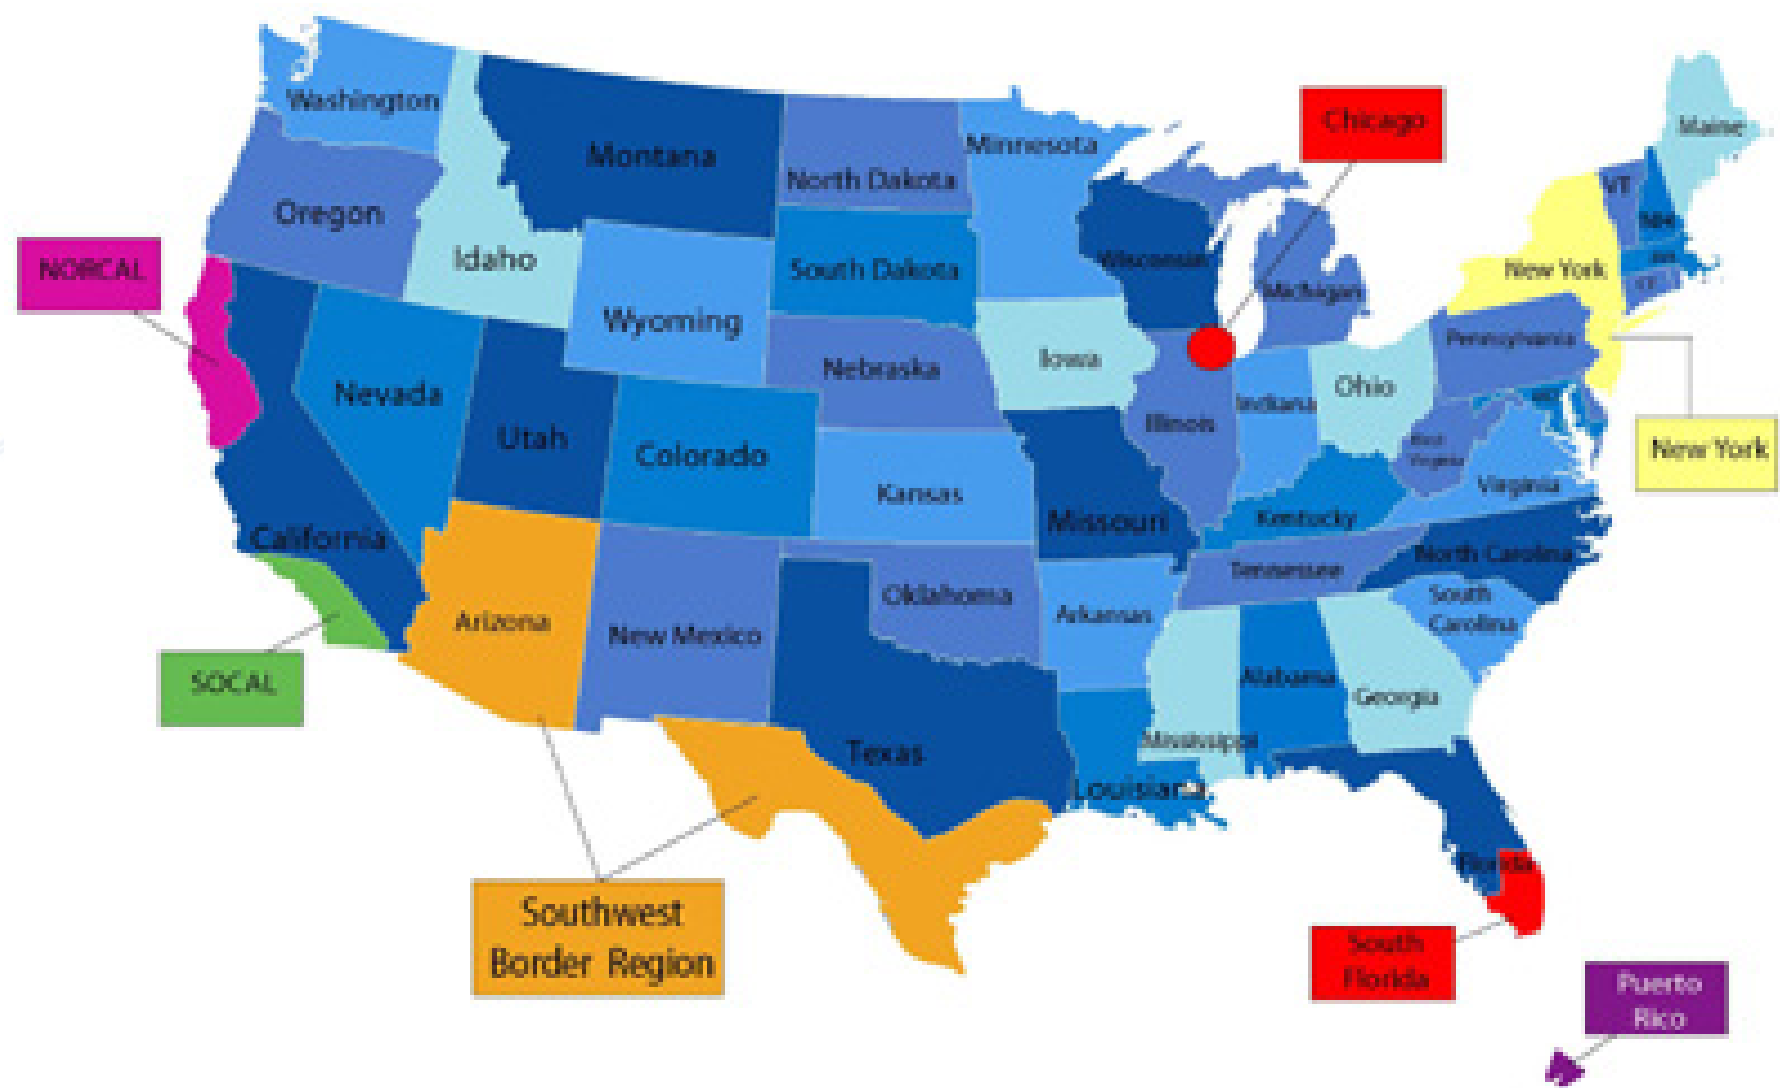 Washington
Montana
North Dakota
Minnesota
Chicago
Maine
VT
NH
Oregon
Idaho
South Dakota
Wisconsin
Michigan
New York
NORCAL
Wyoming
Nebraska
Iowa
Pennsylvania
Nevada
Utah
Colorado
Kansas
Illinois
Indiana
Ohio
West
Virginia
Virginia
New York
California
Missouri
Kentucky
North Carolina
Tennessee
South
Carolina
Arizona
New Mexico
Oklahoma
Arkansas
SOCAL
Texas
Louisiana
Mississippi
Alabama
Georgia
Florida
Southwest
Border Region
South
Florida
Puerto
Rico